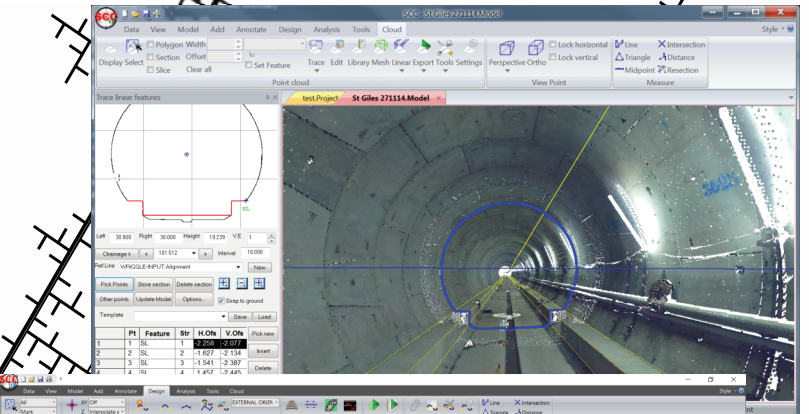 SCC
SCC - St Giles 271114.Model
Data View Model Add Annotate Design Analysis Tools Cloud
Style
Display Select
Polygon Width
Section Offset
Slice Clear all
Set Feature
Trace Edit Library Mesh Linear Export Tools Settings
Point cloud
Perspective Ortho
Lock horizontal
Lock vertical
View Point
Line Intersection
Triangle Distance
Midpoint Resection
Measure
Trace linear features
test.Project St Giles 271114.Model
SL
Left 30.000 Right 30.000 Height 19.239 V.E. 1
Chainage > < 181.512 > Interval 10.000
Ref.Line WRIGGLE-INPUT.Alignment New
Pick Points Store section Delete section
Other points Update Model Options... Snap to ground
Template Save Load
Pt Feature Str H.Ofs V.Ofs Pick new
1 1 SL 1 -2.258 -2.077
2 2 SL 2 -1.627 -2.134 Insert
3 3 SL 3 -1.541 -2.387
4 4 SL 4 1.457 -2.445 Delete
SCC
Data View Model Add Annotate Design Analysis Tools Cloud
Style
All XY Off EXTERNAL ORIEN
Mark Z Interpolate x
Line Intersection
Triangle Distance
int